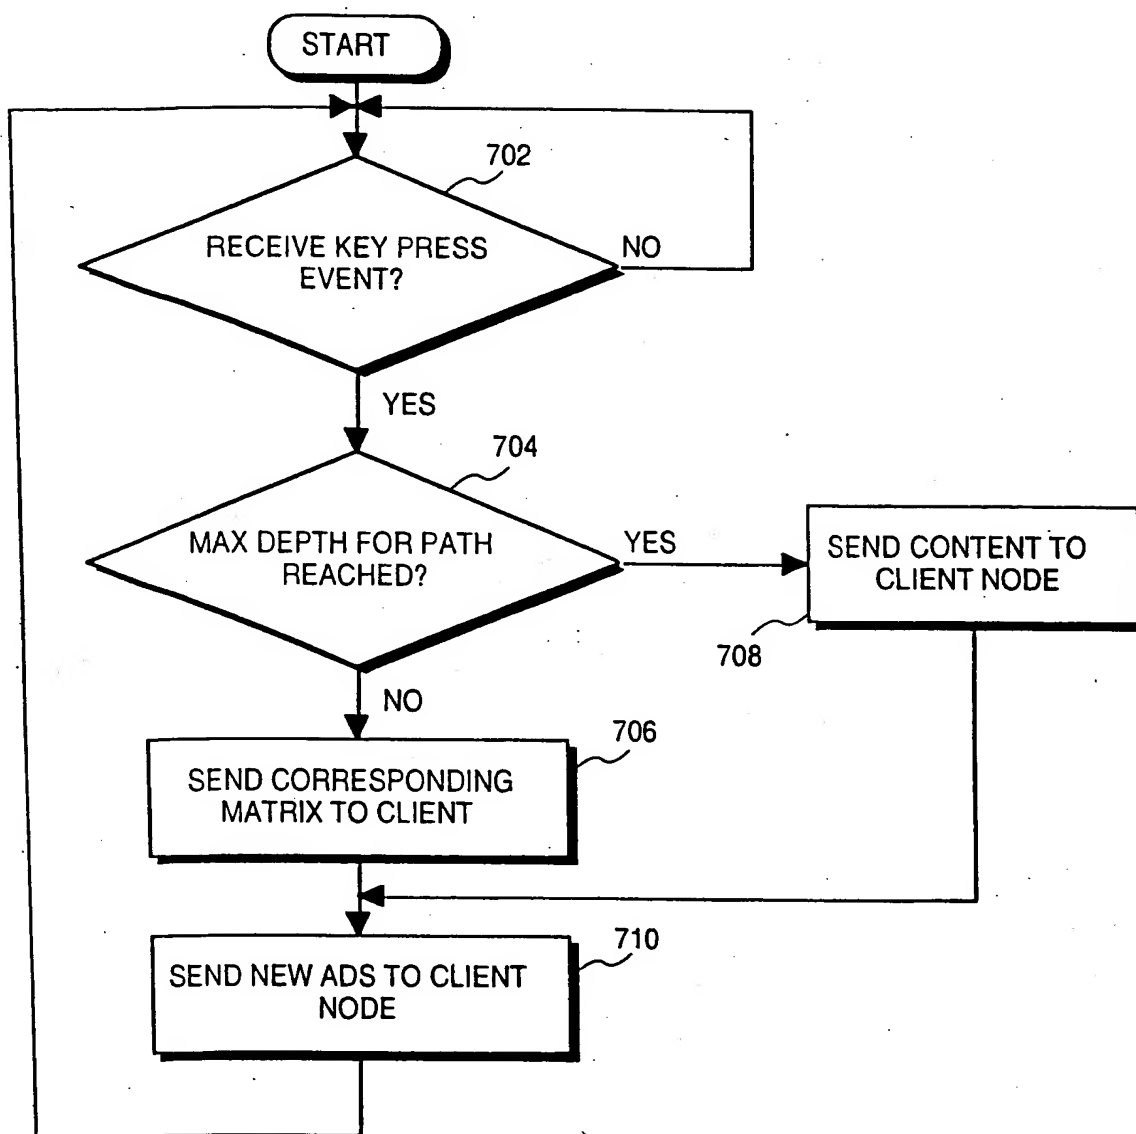 START
702
RECEIVE KEY PRESS
EVENT?
NO
YES
704
MAX DEPTH FOR PATH
REACHED?
YES
SEND CONTENT TO
CLIENT NODE
708
NO
706
SEND CORRESPONDING
MATRIX TO CLIENT
710
SEND NEW ADS TO CLIENT
NODE